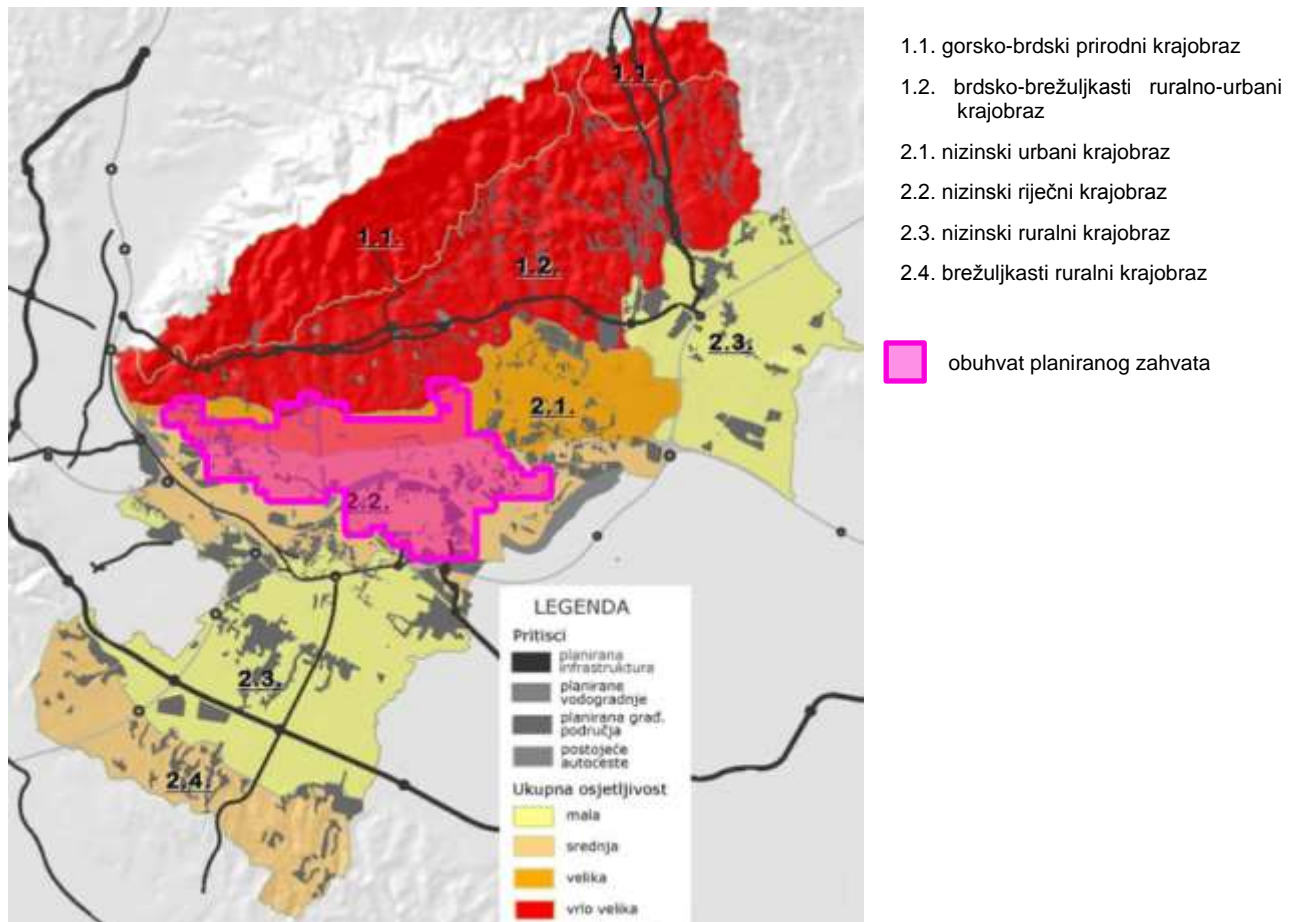 1.1.
1.1.
1.2.
2.3.
2.1.
2.2.
2.3.
2.4.
LEGENDA
Pritisci
planirana
infrastruktura
planirane
vodogradnje
planirana građ.
područja
postojeće
autoceste
Ukupna osjetljivost
mala
srednja
velika
vrlo velika
1.1. gorsko-brdski prirodni krajobraz
1.2. brdsko-brežuljkasti ruralno-urbani
krajobraz
2.1. nizinski urbani krajobraz
2.2. nizinski riječni krajobraz
2.3. nizinski ruralni krajobraz
2.4. brežuljkasti ruralni krajobraz
obuhvat planiranog zahvata